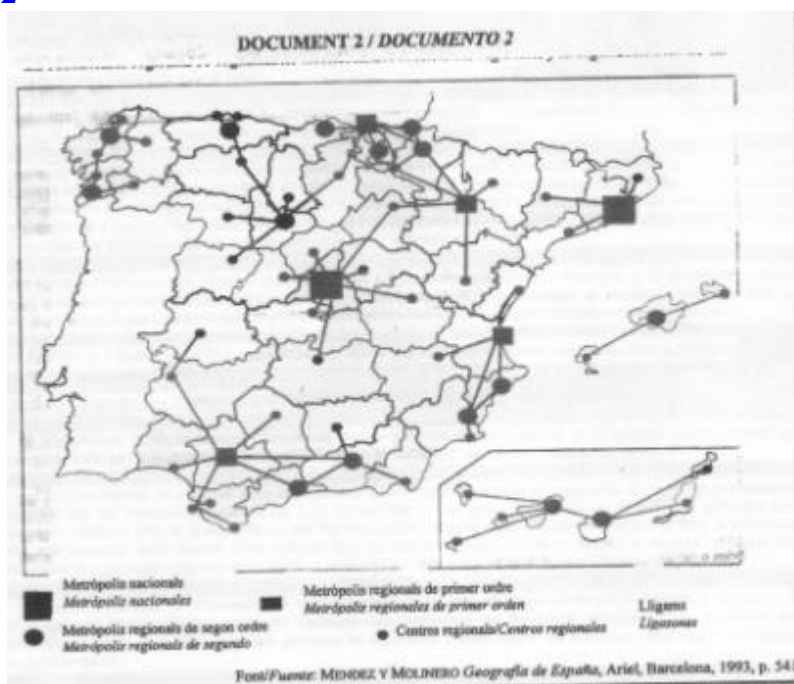 DOCUMENT 2 / DOCUMENTO 2
Metròpolis nacionals
Metrópolis nacionales
Metròpolis regionals de primer ordre
Metrópolis regionales de primer orden
Lligams
Ligazones
Metròpolis regionals de segon ordre
Metrópolis regionals de segundo
Centros regionals/Centros regionales
Font/Fuente: MENDEZ Y MOLINERO Geografía de España, Ariel, Barcelona, 1993, p. 541